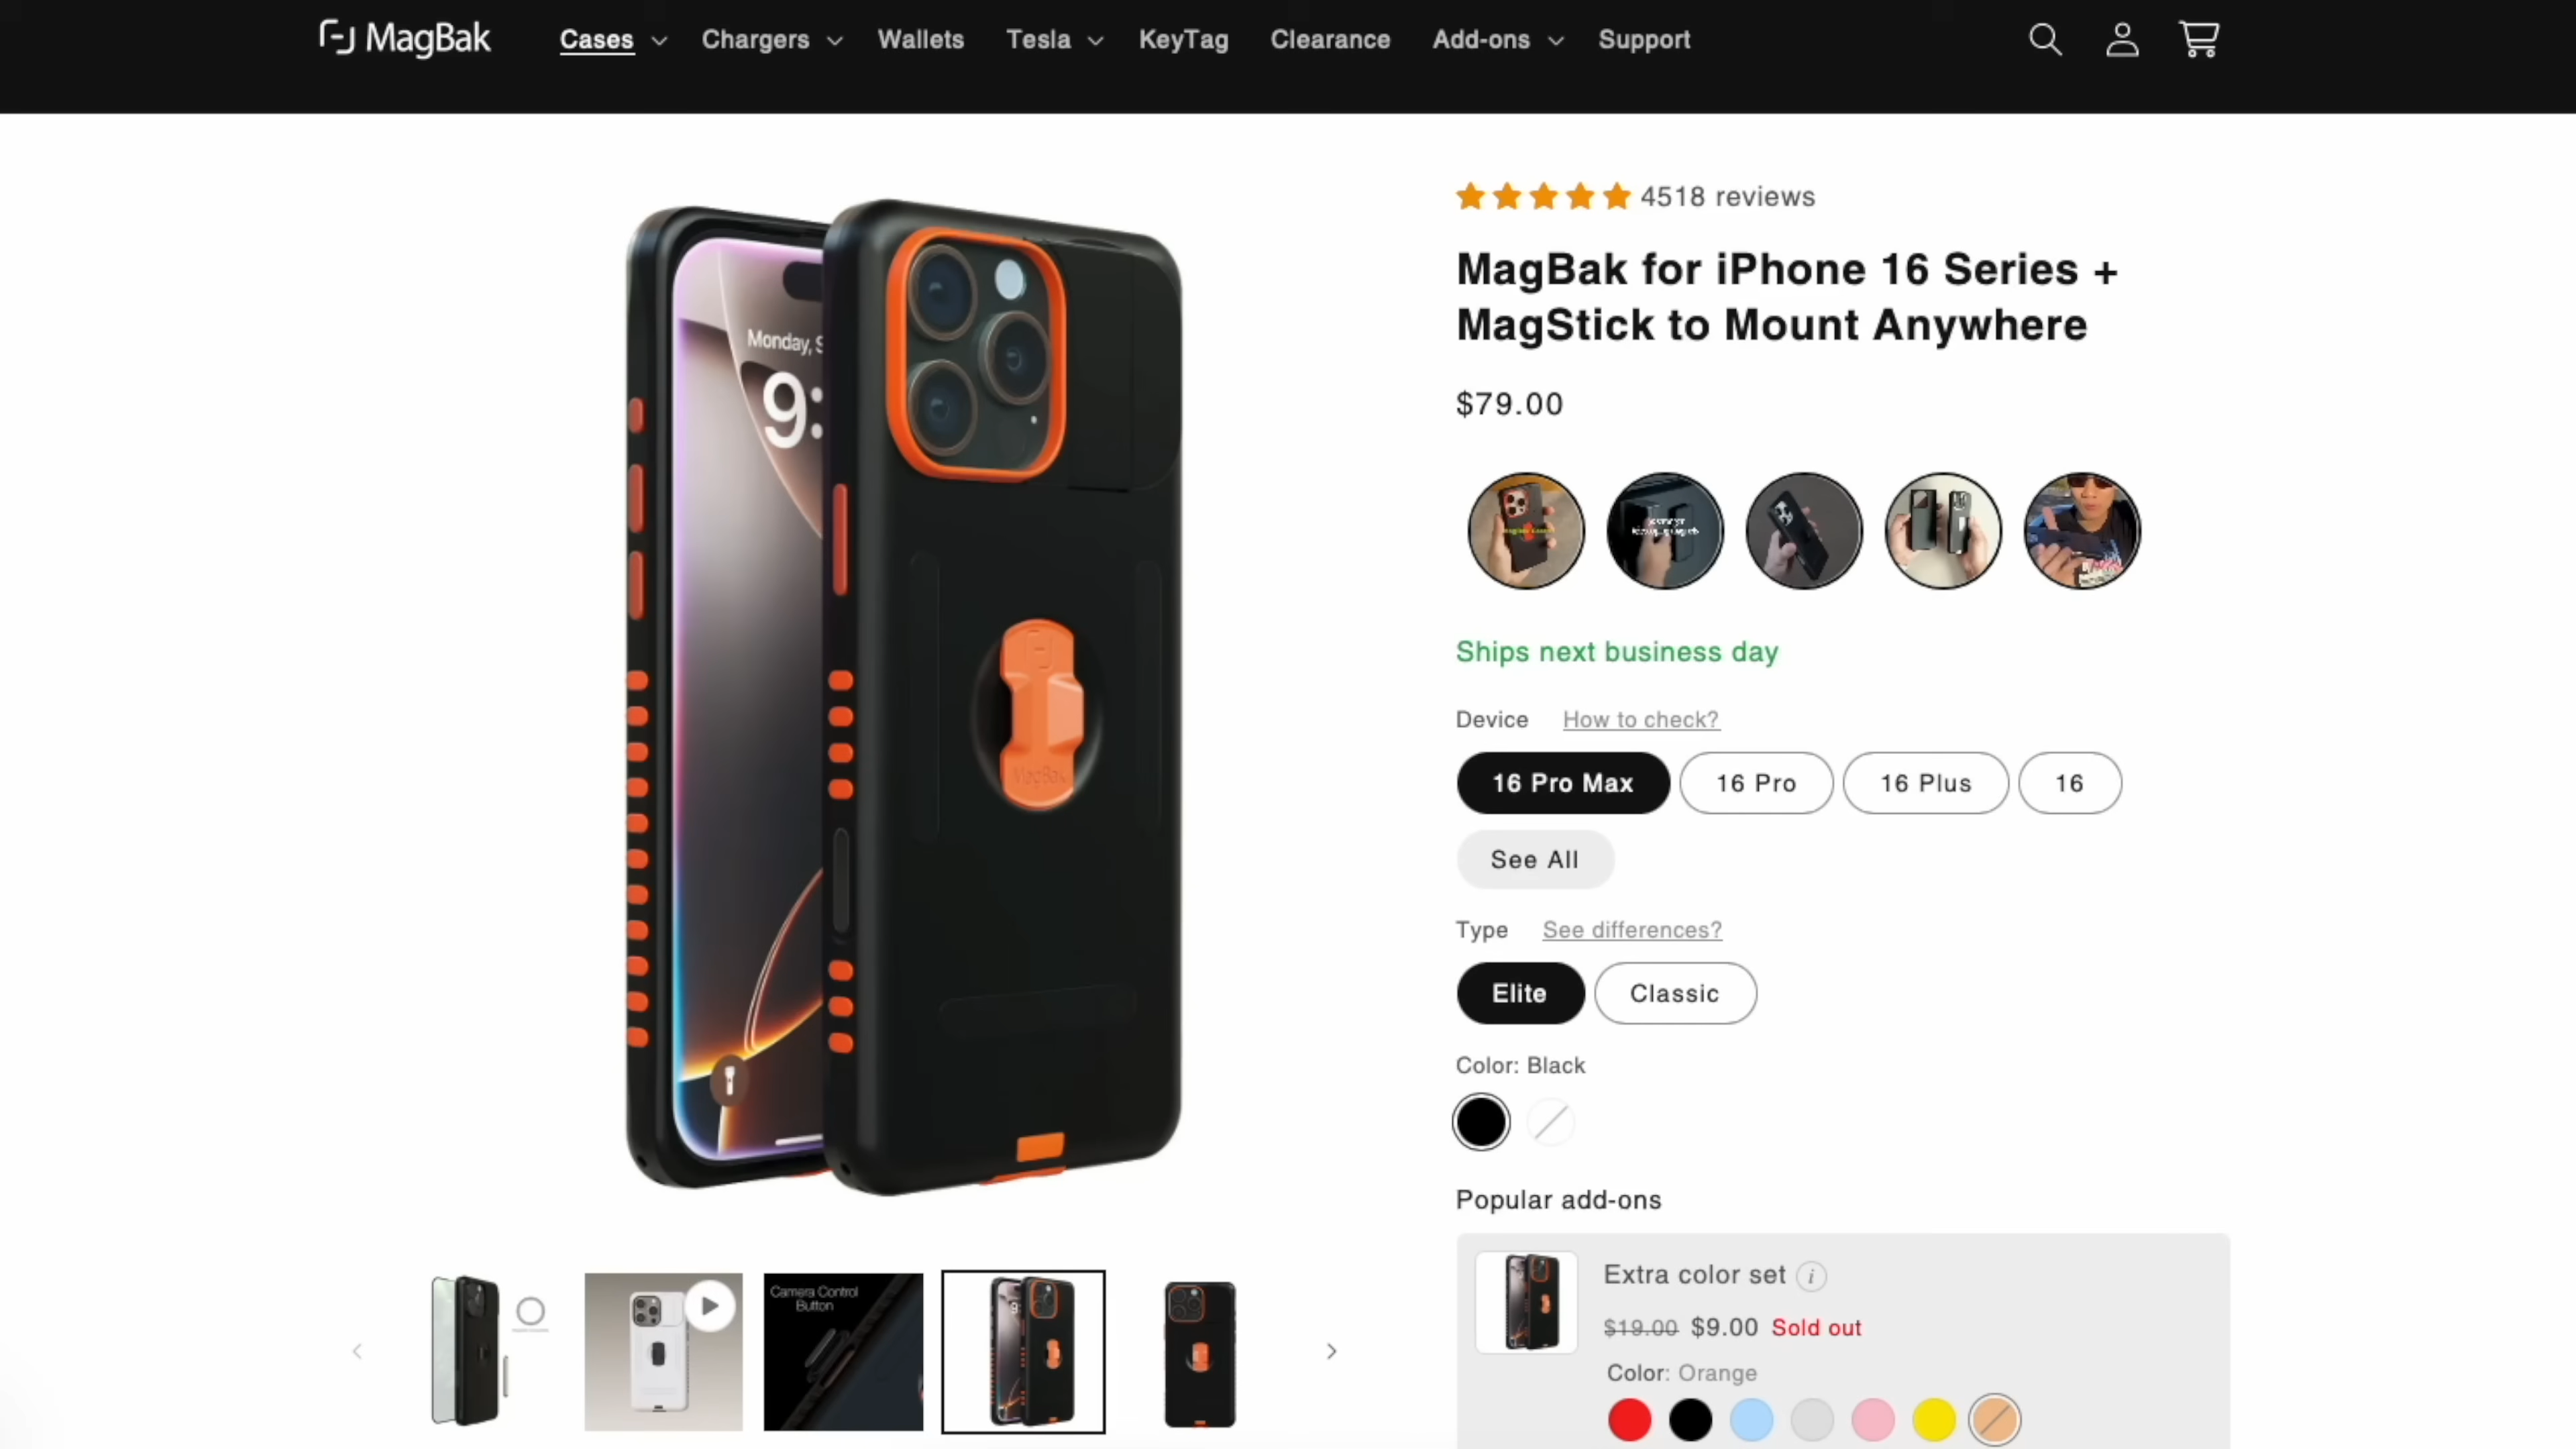 MagBak
Cases Chargers Wallets Tesla KeyTag Clearance Add-ons Support
4518 reviews
MagBak for iPhone 16 Series +
MagStick to Mount Anywhere
$79.00
Monday, S
9:
MagBak
Ships next business day
Device How to check?
16 Pro Max 16 Pro 16 Plus 16
See All
Type See differences?
Elite Classic
Color: Black
Popular add-ons
Extra color set i
$19.00 $9.00 Sold out
Color: Orange
Camera Control
Button